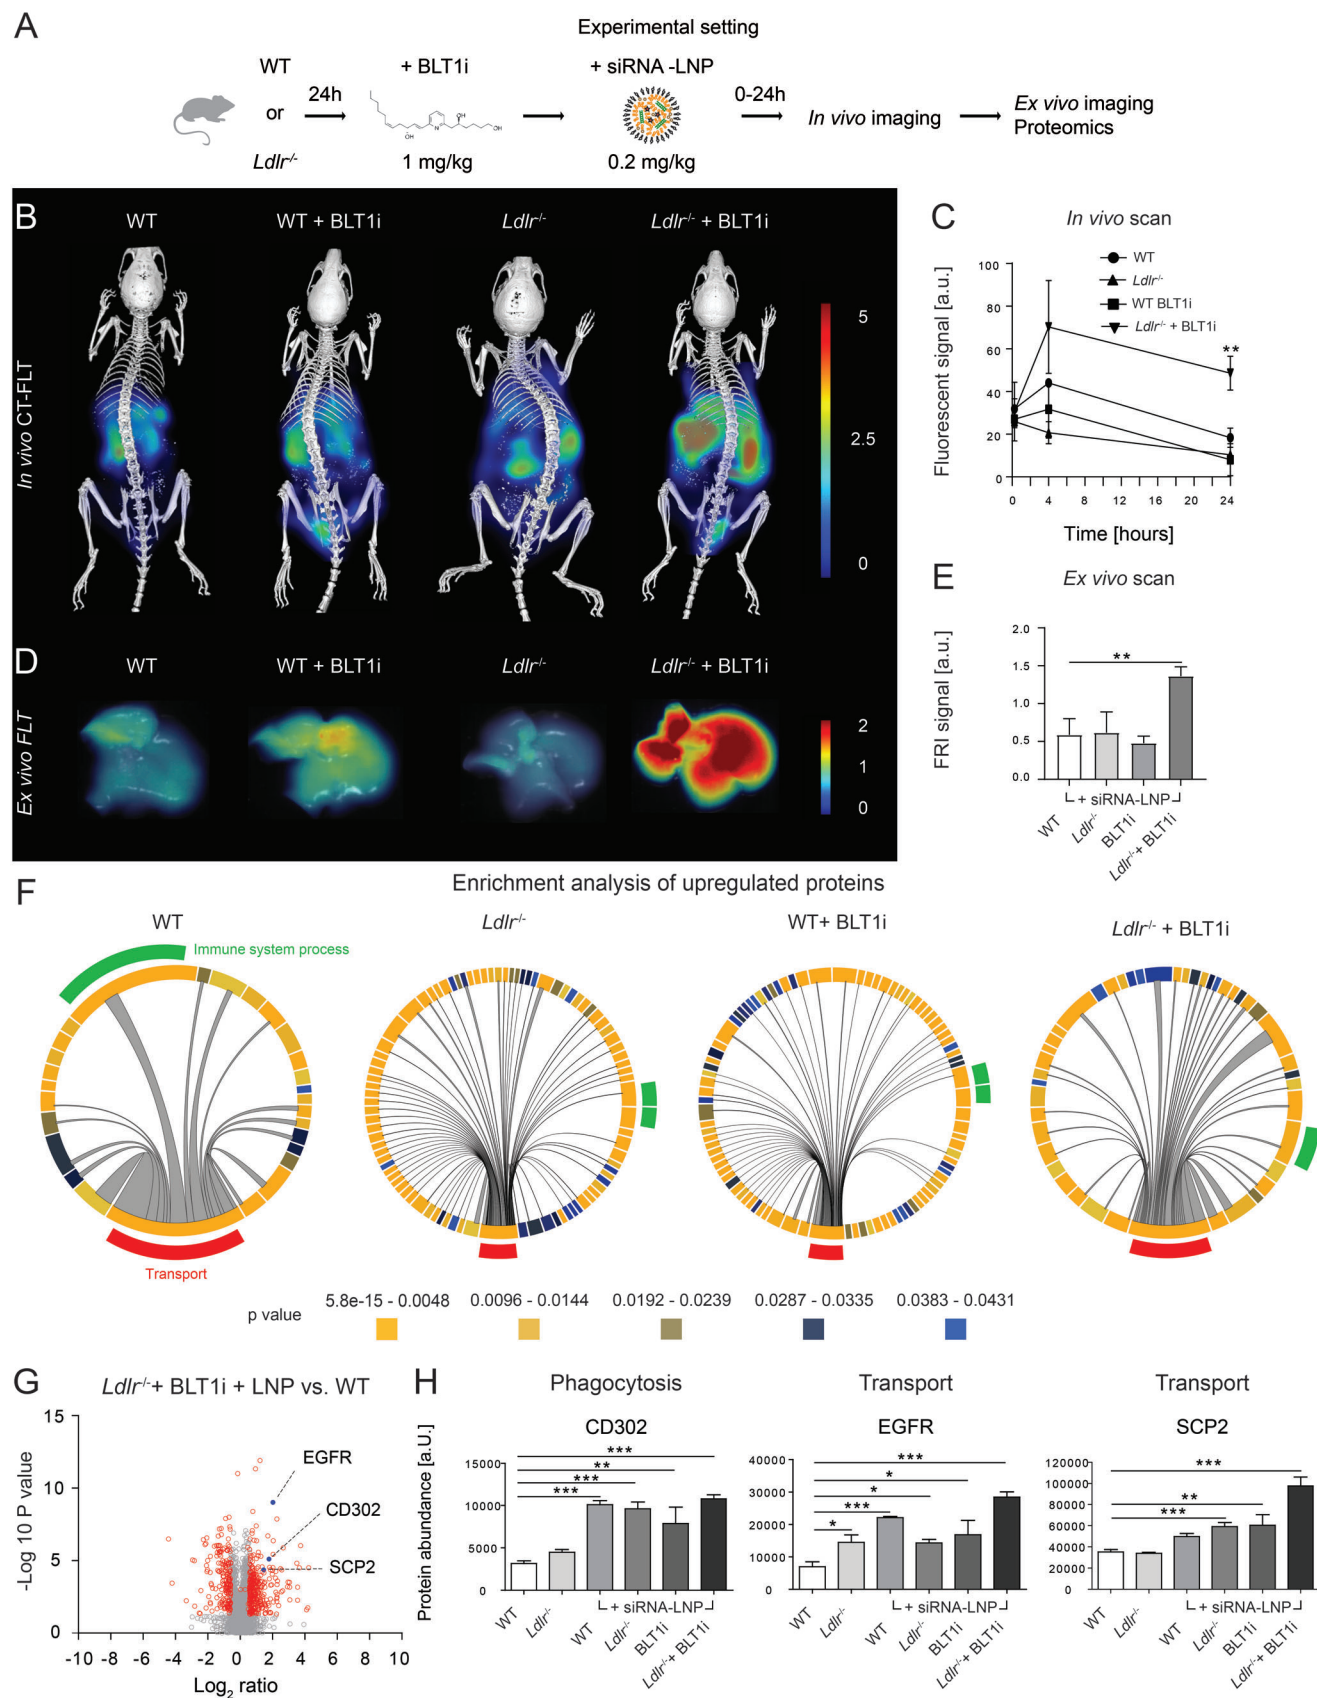 A
Experimental setting
WT
or
Ldlr-/-
24h
+ BLT1i
OH
N
OH
OH
1 mg/kg
+ siRNA -LNP
0.2 mg/kg
0-24h
In vivo imaging
Ex vivo imaging
Proteomics
B
WT
WT + BLT1i
Ldlr-/-
Ldlr-/- + BLT1i
In vivo CT-FLT
5
2.5
0
C
In vivo scan
WT
Ldlr-/-
WT BLT1i
Ldlr-/- + BLT1i
Fluorescent signal [a.u.]
100
80
60
40
20
0
**
0 4 8 12 16 20 24
Time [hours]
D
WT
WT + BLT1i
Ldlr-/-
Ldlr-/- + BLT1i
Ex vivo FLT
2
1
0
E
Ex vivo scan
FRI signal [a.u.]
2.0
1.5
1.0
0.5
0.0
**
+ siRNA-LNP
WT
Ldlr-/-
BLT1i
Ldlr-/-+ BLT1i
F
Enrichment analysis of upregulated proteins
WT
Ldlr-/-
WT+ BLT1i
Ldlr-/- + BLT1i
Immune system process
Transport
p value
5.8e-15 - 0.0048
0.0096 - 0.0144
0.0192 - 0.0239
0.0287 - 0.0335
0.0383 - 0.0431
G
Ldlr-/-+ BLT1i + LNP vs. WT
-Log 10 P value
15
10
5
0
EGFR
CD302
SCP2
-10 -8 -6 -4 -2 0 2 4 6 8 10
Log2 ratio
H
Phagocytosis
CD302
Protein abundance [a.U.]
15000
10000
5000
0
***
**
***
***
+ siRNA-LNP
WT
Ldlr-/-
WT
Ldlr-/-
BLT1i
Ldlr-/-+ BLT1i
Transport
EGFR
40000
30000
20000
10000
0
***
*
*
***
*
+ siRNA-LNP
WT
Ldlr-/-
WT
Ldlr-/-
BLT1i
Ldlr-/-+ BLT1i
Transport
SCP2
120000
100000
80000
60000
40000
20000
0
***
**
***
+ siRNA-LNP
WT
Ldlr-/-
WT
Ldlr-/-
BLT1i
Ldlr-/-+ BLT1i